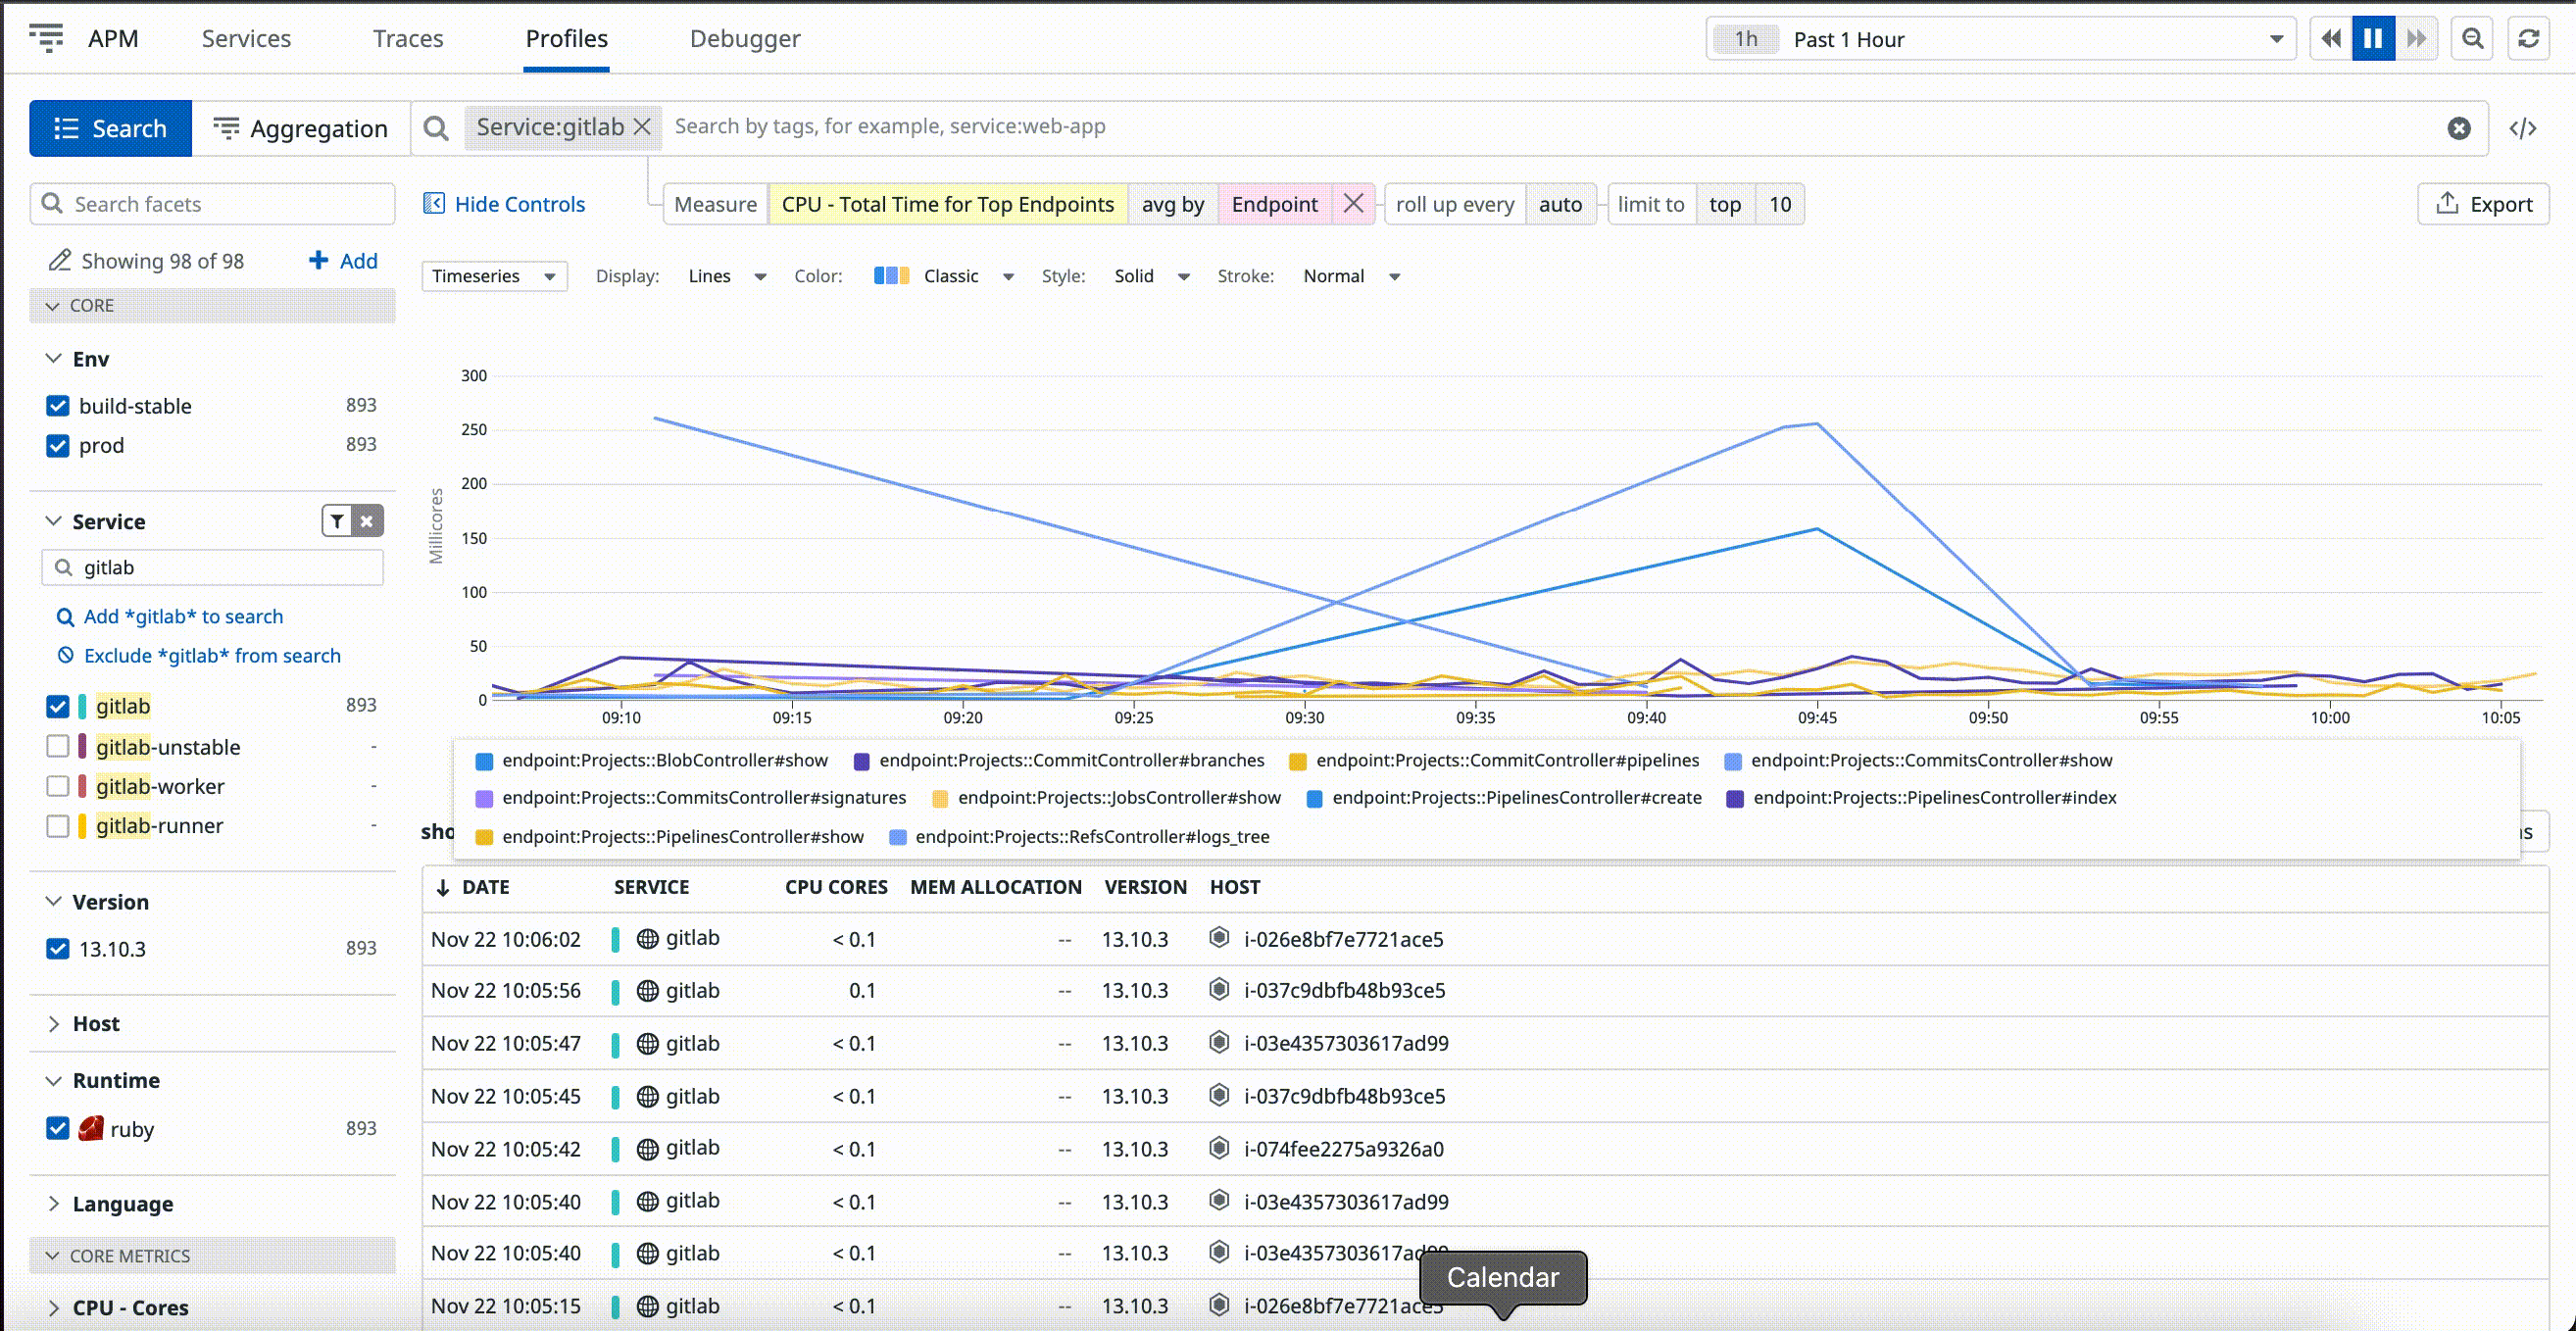 APM Services Traces Profiles Debugger 1h Past 1 Hour
Search Aggregation Service:gitlab Search by tags, for example, service:web-app </>
Search facets Hide Controls Measure CPU - Total Time for Top Endpoints avg by Endpoint roll up every auto limit to top 10 Export
Showing 98 of 98 + Add
Timeseries Display: Lines Color: Classic Style: Solid Stroke: Normal
CORE
Env
build-stable 893
prod 893
Service
gitlab
Add *gitlab* to search
Exclude *gitlab* from search
gitlab 893
gitlab-unstable -
gitlab-worker -
gitlab-runner -
Version
13.10.3 893
Host
Runtime
ruby 893
Language
CORE METRICS
CPU - Cores
Millicores
300
250
200
150
100
50
0
09:10 09:15 09:20 09:25 09:30 09:35 09:40 09:45 09:50 09:55 10:00 10:05
endpoint:Projects::BlobController#show endpoint:Projects::CommitController#branches endpoint:Projects::CommitController#pipelines endpoint:Projects::CommitsController#show
endpoint:Projects::CommitsController#signatures endpoint:Projects::JobsController#show endpoint:Projects::PipelinesController#create endpoint:Projects::PipelinesController#index
endpoint:Projects::PipelinesController#show endpoint:Projects::RefsController#logs_tree
DATE SERVICE CPU CORES MEM ALLOCATION VERSION HOST
Nov 22 10:06:02 gitlab < 0.1 -- 13.10.3 i-026e8bf7e7721ace5
Nov 22 10:05:56 gitlab 0.1 -- 13.10.3 i-037c9dbfb48b93ce5
Nov 22 10:05:47 gitlab < 0.1 -- 13.10.3 i-03e4357303617ad99
Nov 22 10:05:45 gitlab < 0.1 -- 13.10.3 i-037c9dbfb48b93ce5
Nov 22 10:05:42 gitlab < 0.1 -- 13.10.3 i-074fee2275a9326a0
Nov 22 10:05:40 gitlab < 0.1 -- 13.10.3 i-03e4357303617ad99
Nov 22 10:05:40 gitlab < 0.1 -- 13.10.3 i-03e4357303617ad99
Nov 22 10:05:15 gitlab < 0.1 -- 13.10.3 i-026e8bf7e7721ace5
Calendar